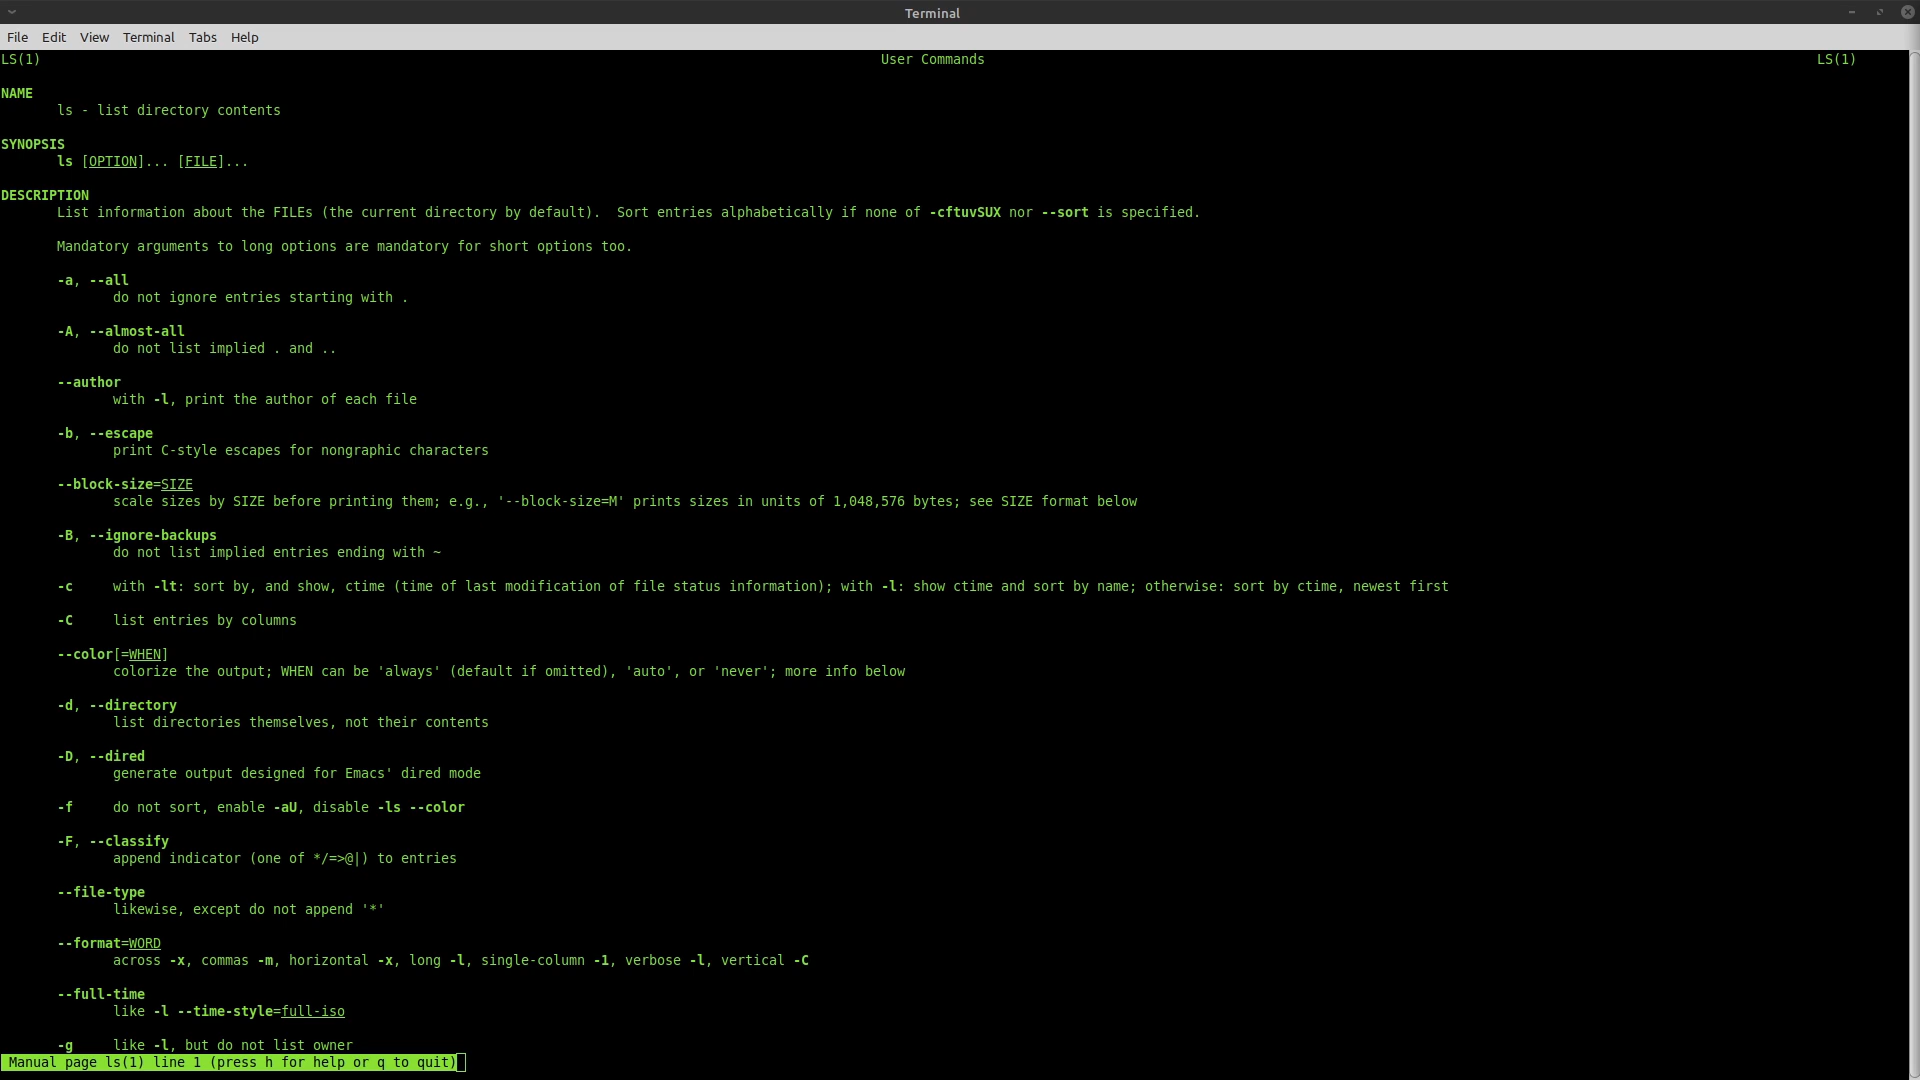 Terminal
File Edit View Terminal Tabs Help
LS(1) User Commands LS(1)
NAME
ls - list directory contents
SYNOPSIS
ls [OPTION]... [FILE]...
DESCRIPTION
List information about the FILEs (the current directory by default).  Sort entries alphabetically if none of -cftuvSUX nor --sort is specified.
Mandatory arguments to long options are mandatory for short options too.
-a, --all
do not ignore entries starting with .
-A, --almost-all
do not list implied . and ..
--author
with -l, print the author of each file
-b, --escape
print C-style escapes for nongraphic characters
--block-size=SIZE
scale sizes by SIZE before printing them; e.g., '--block-size=M' prints sizes in units of 1,048,576 bytes; see SIZE format below
-B, --ignore-backups
do not list implied entries ending with ~
-c     with -lt: sort by, and show, ctime (time of last modification of file status information); with -l: show ctime and sort by name; otherwise: sort by ctime, newest first
-C     list entries by columns
--color[=WHEN]
colorize the output; WHEN can be 'always' (default if omitted), 'auto', or 'never'; more info below
-d, --directory
list directories themselves, not their contents
-D, --dired
generate output designed for Emacs' dired mode
-f     do not sort, enable -aU, disable -ls --color
-F, --classify
append indicator (one of */=>@|) to entries
--file-type
likewise, except do not append '*'
--format=WORD
across -x, commas -m, horizontal -x, long -l, single-column -1, verbose -l, vertical -C
--full-time
like -l --time-style=full-iso
-g     like -l, but do not list owner
Manual page ls(1) line 1 (press h for help or q to quit)